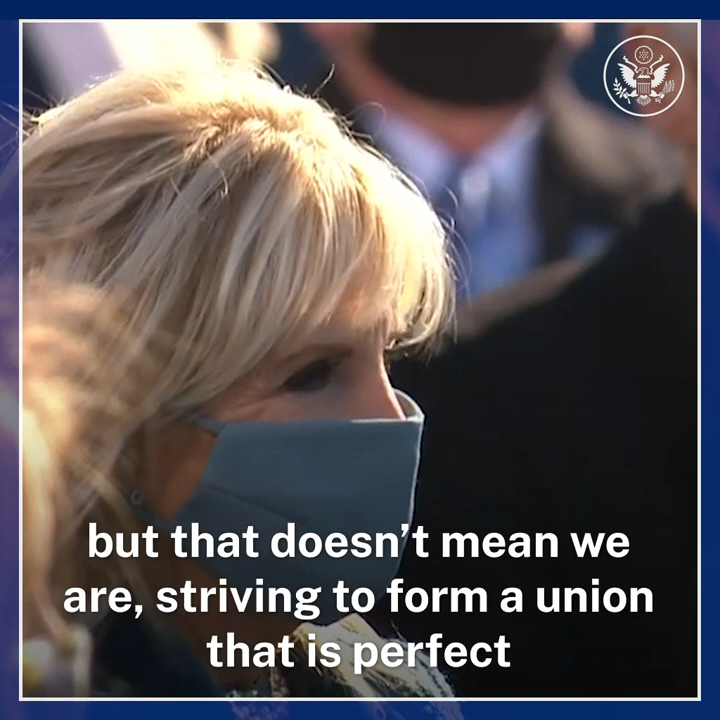 but that doesn’t mean we
are, striving to form a union
that is perfect